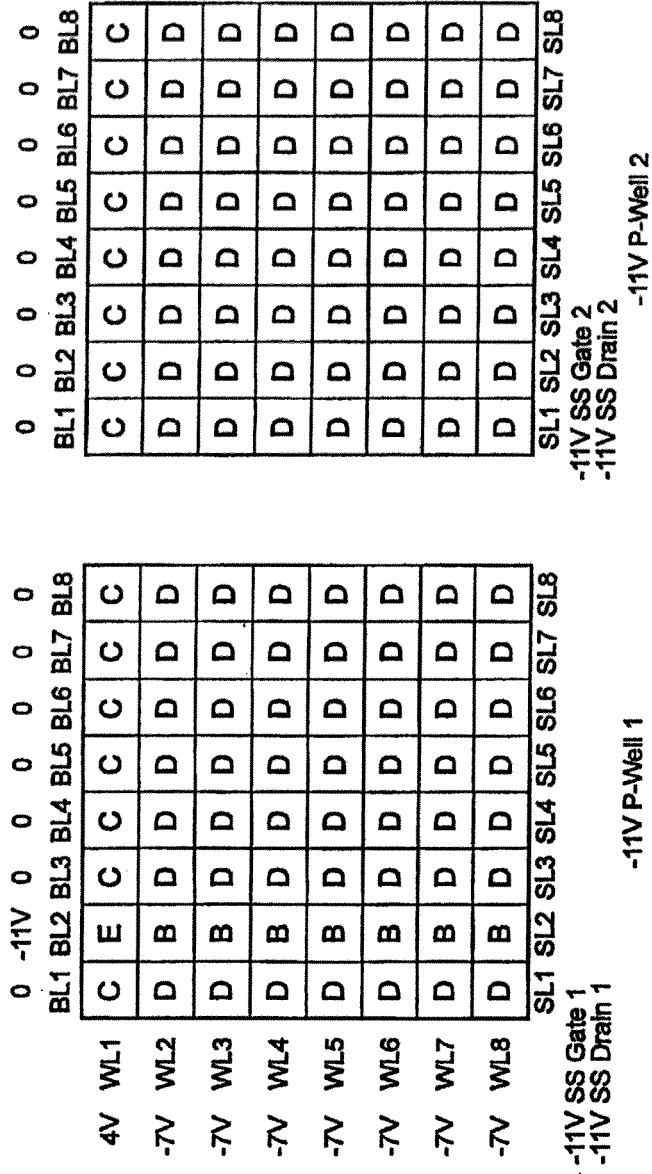 0 -11V 0 0 0 0 0 0 0 0 0 0 0 0 0 0
BL1 BL2 BL3 BL4 BL5 BL6 BL7 BL8 BL1 BL2 BL3 BL4 BL5 BL6 BL7 BL8
4V WL1 C E C C C C C C C C C C C C C C
-7V WL2 D B D D D D D D D D D D D D D D
-7V WL3 D B D D D D D D D D D D D D D D
-7V WL4 D B D D D D D D D D D D D D D D
-7V WL5 D B D D D D D D D D D D D D D D
-7V WL6 D B D D D D D D D D D D D D D D
-7V WL7 D B D D D D D D D D D D D D D D
-7V WL8 D B D D D D D D D D D D D D D D
SL1 SL2 SL3 SL4 SL5 SL6 SL7 SL8 SL1 SL2 SL3 SL4 SL5 SL6 SL7 SL8
-11V SS Gate 1 -11V SS Gate 2
-11V SS Drain 1 -11V SS Drain 2
-11V P-Well 1 -11V P-Well 2